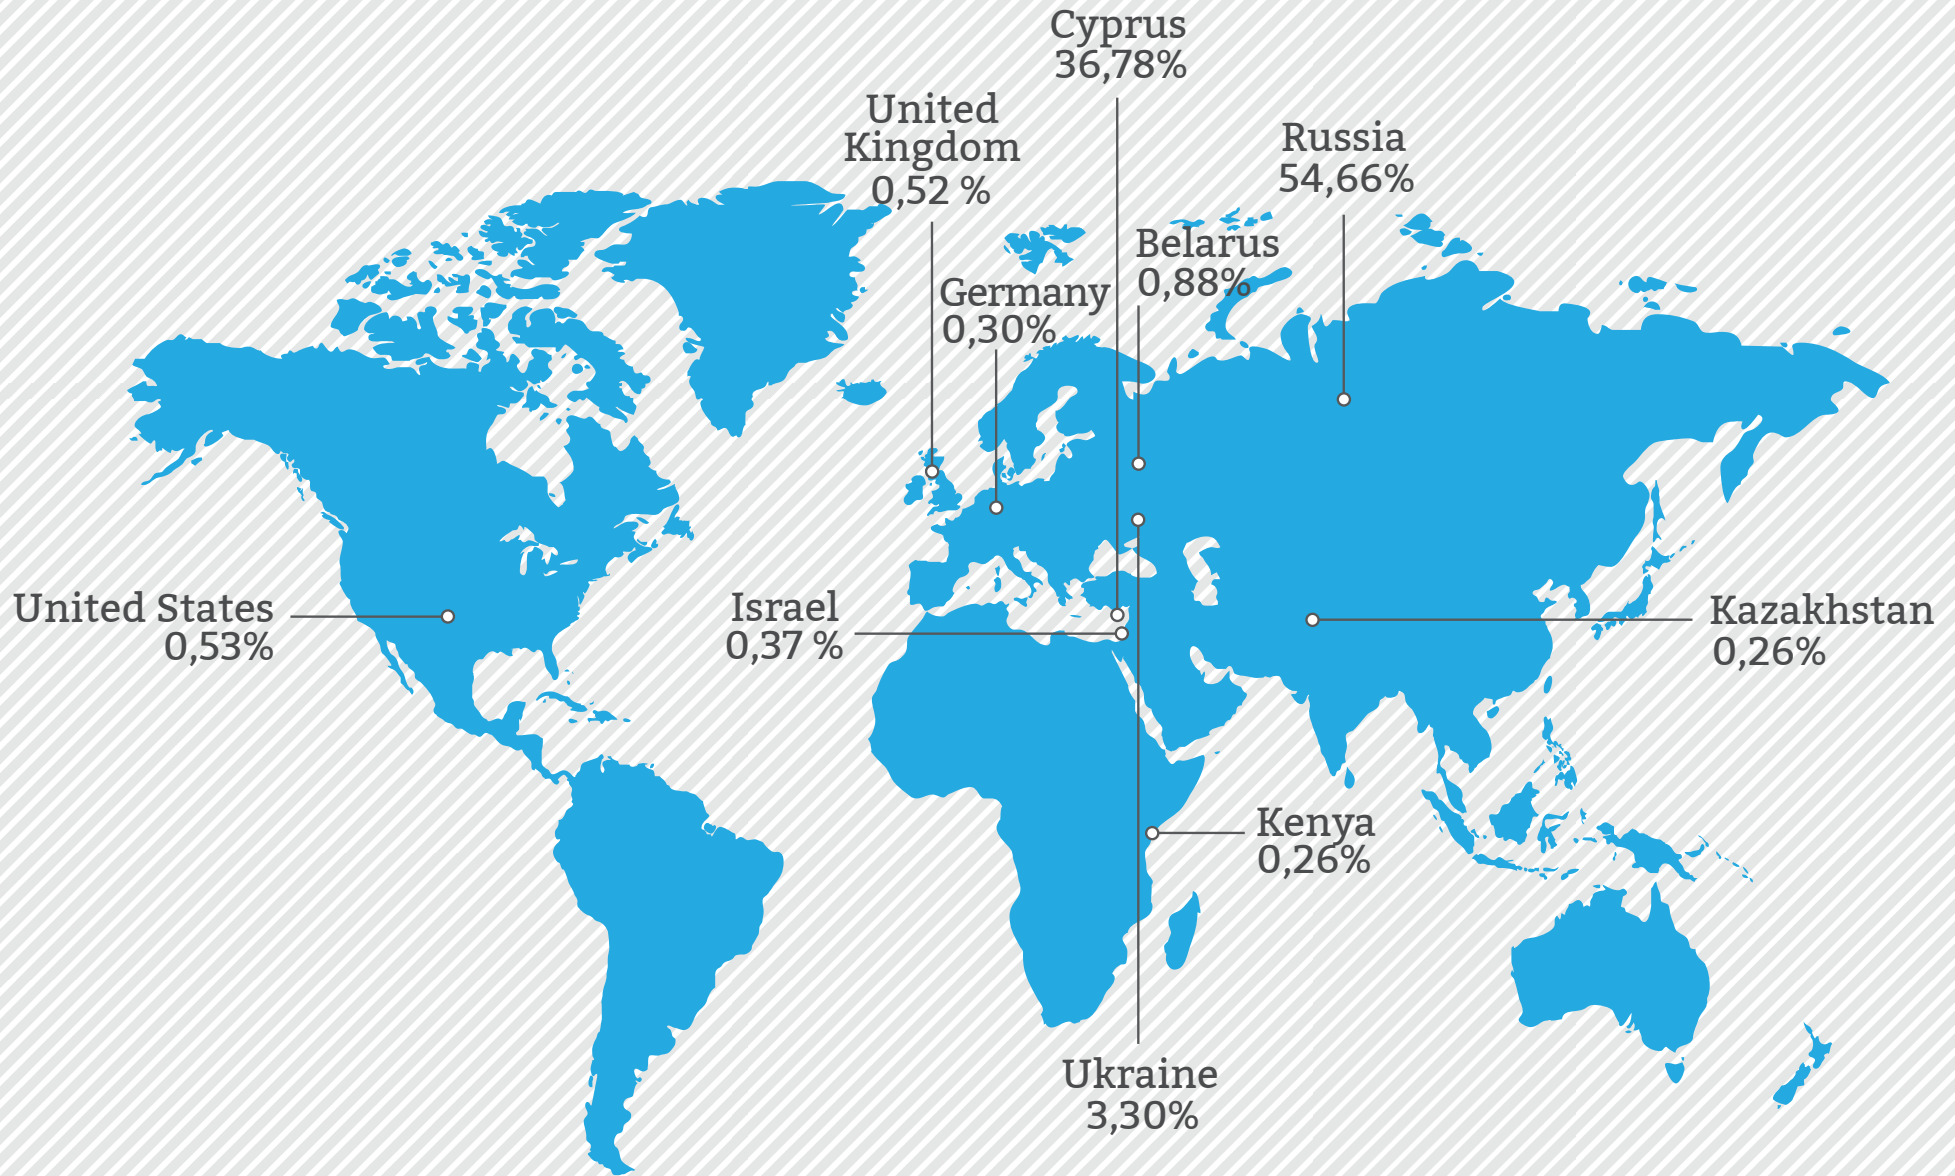 Cyprus
36,78%
United
Kingdom
0,52 %
Russia
54,66%
Belarus
0,88%
Germany
0,30%
United States
0,53%
Israel
0,37 %
Kazakhstan
0,26%
Kenya
0,26%
Ukraine
3,30%